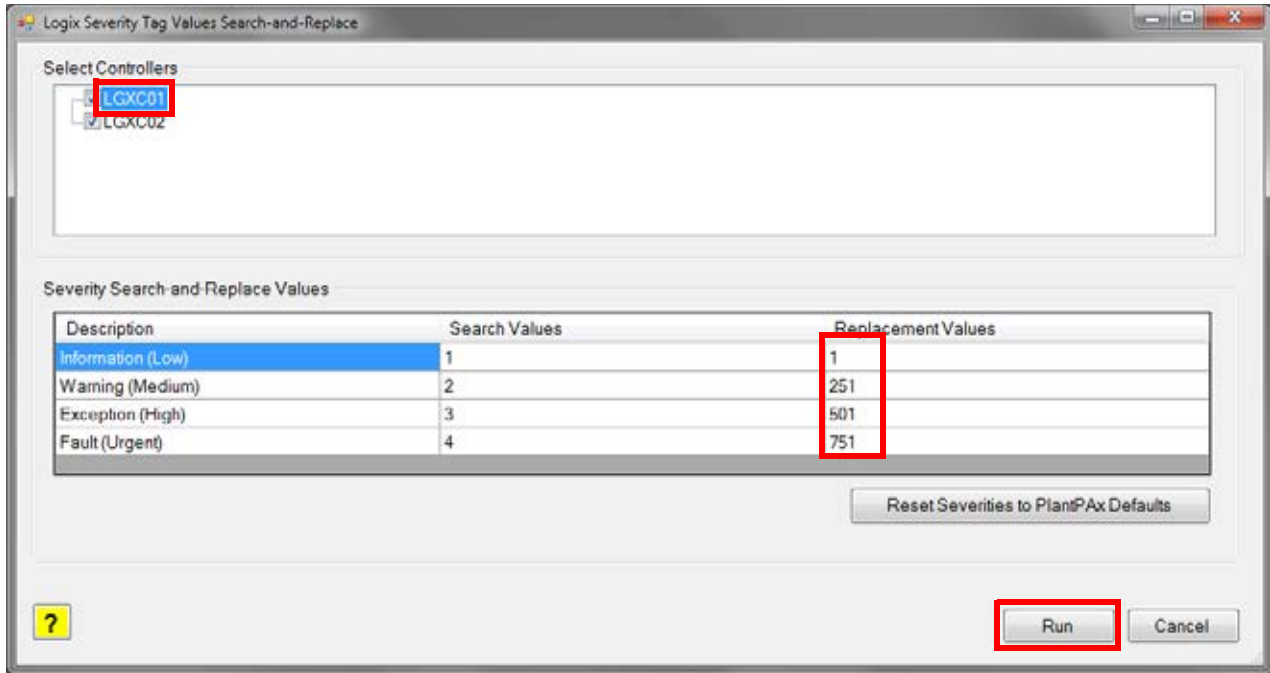 Logix Severity Tag Values Search-and-Replace
Select Controllers
LGXC01
LGXC02
Severity Search-and-Replace Values
Description Search Values Replacement Values
Information (Low) 1 1
Warning (Medium) 2 251
Exception (High) 3 501
Fault (Urgent) 4 751
Reset Severities to PlantPAx Defaults
? Run Cancel